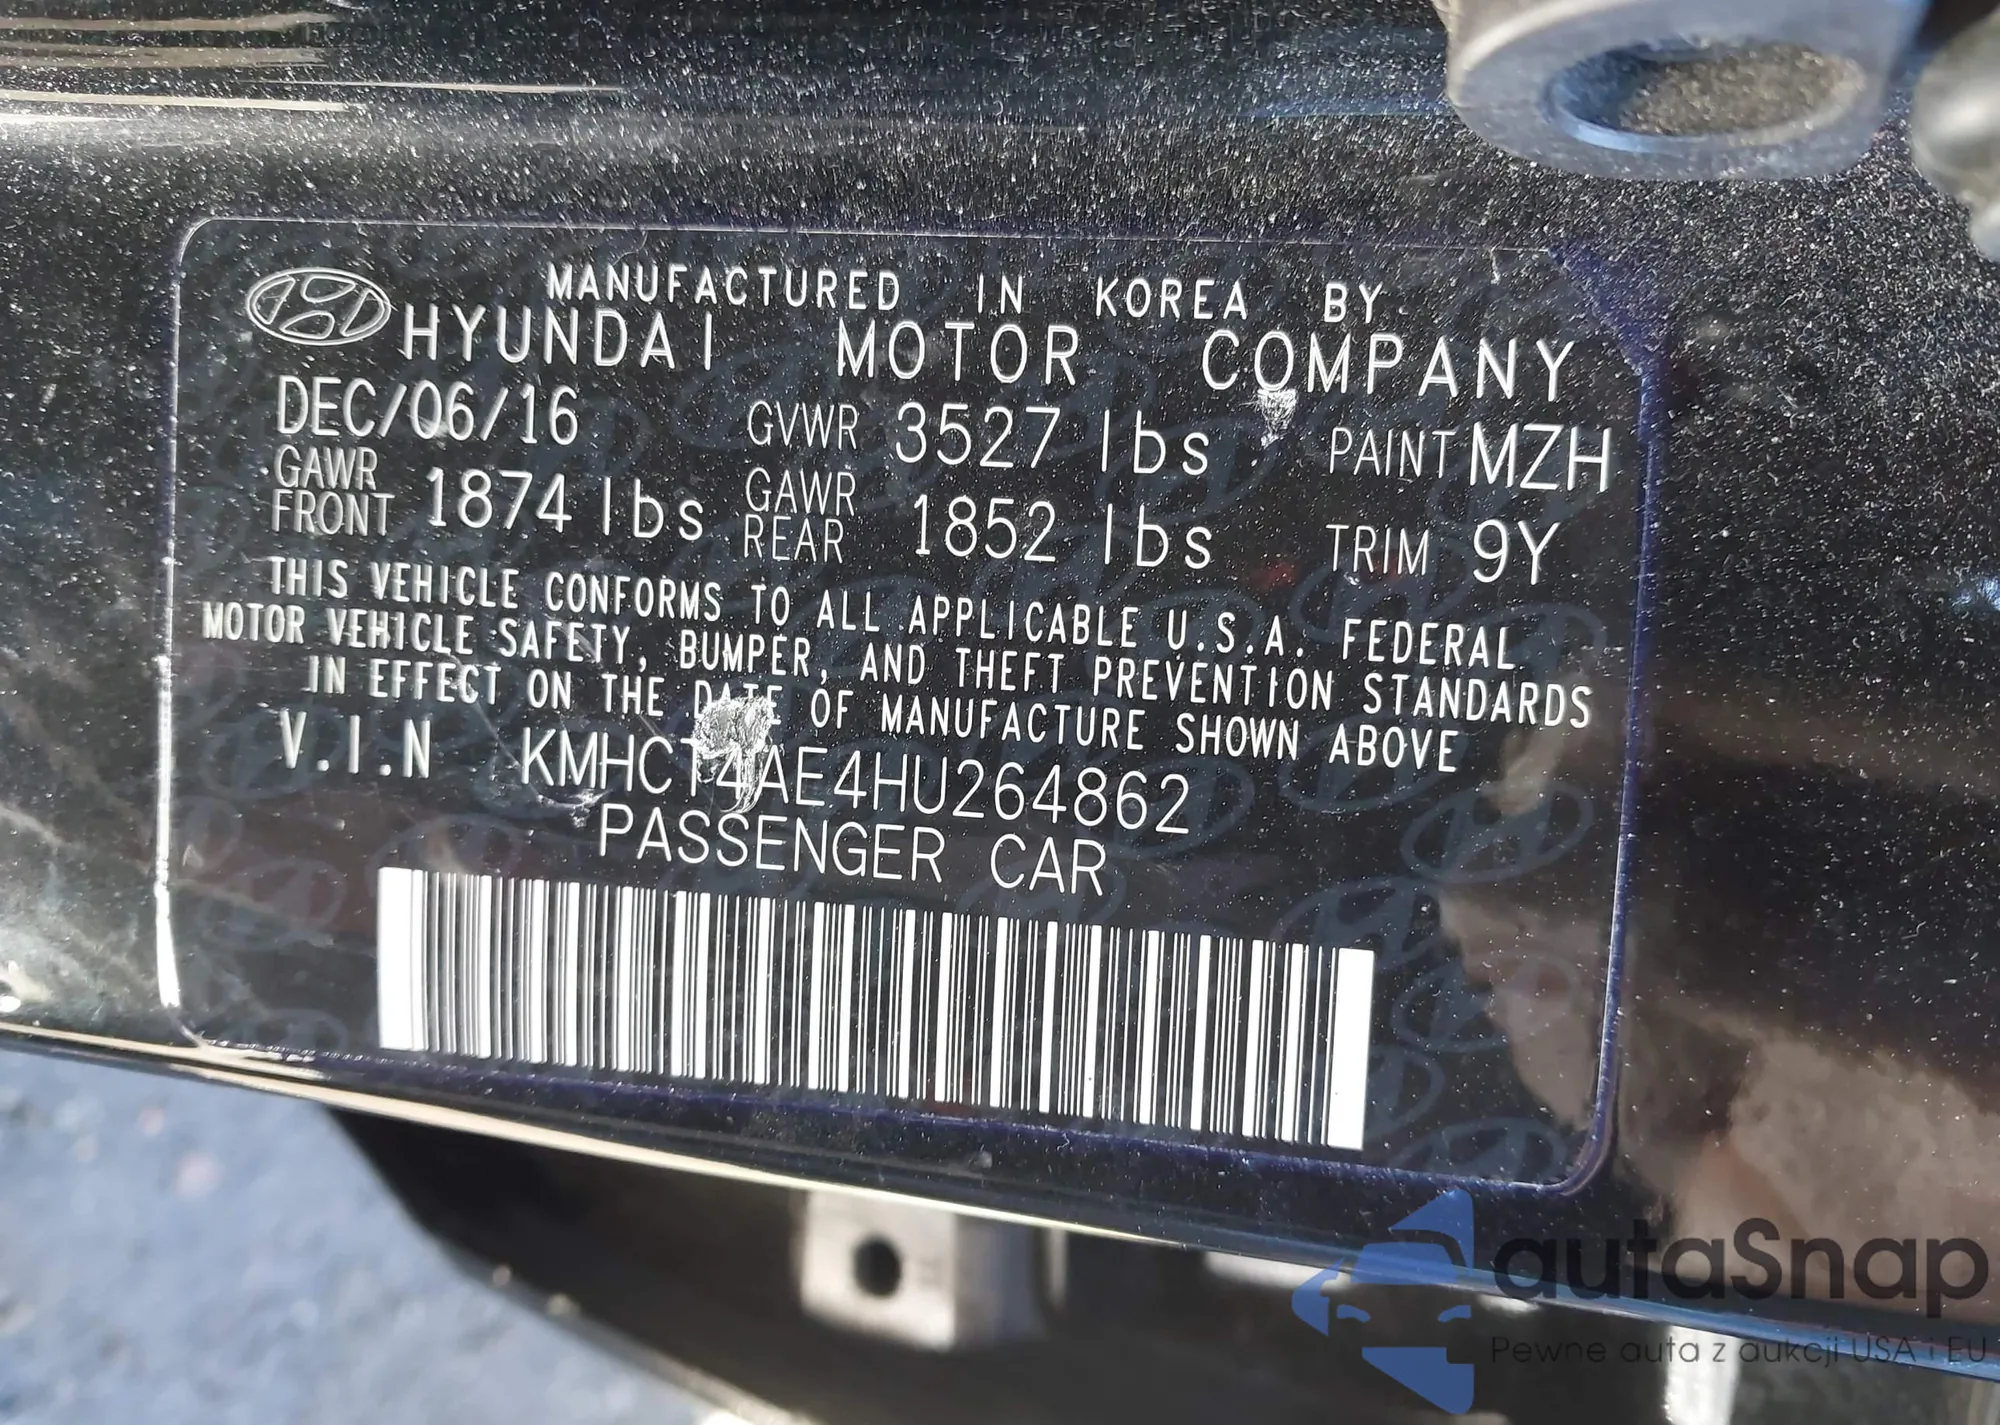 MANUFACTURED IN KOREA BY
HYUNDAI MOTOR COMPANY
DEC/06/16 GVWR 3527 lbs PAINT MZH
GAWR FRONT 1874 lbs GAWR REAR 1852 lbs TRIM 9Y
THIS VEHICLE CONFORMS TO ALL APPLICABLE U.S.A. FEDERAL
MOTOR VEHICLE SAFETY, BUMPER, AND THEFT PREVENTION STANDARDS
IN EFFECT ON THE DATE OF MANUFACTURE SHOWN ABOVE
V.I.N KMHCT4AE4HU264862
PASSENGER CAR
autaSnap
Pewne auta z aukcji USA i EU